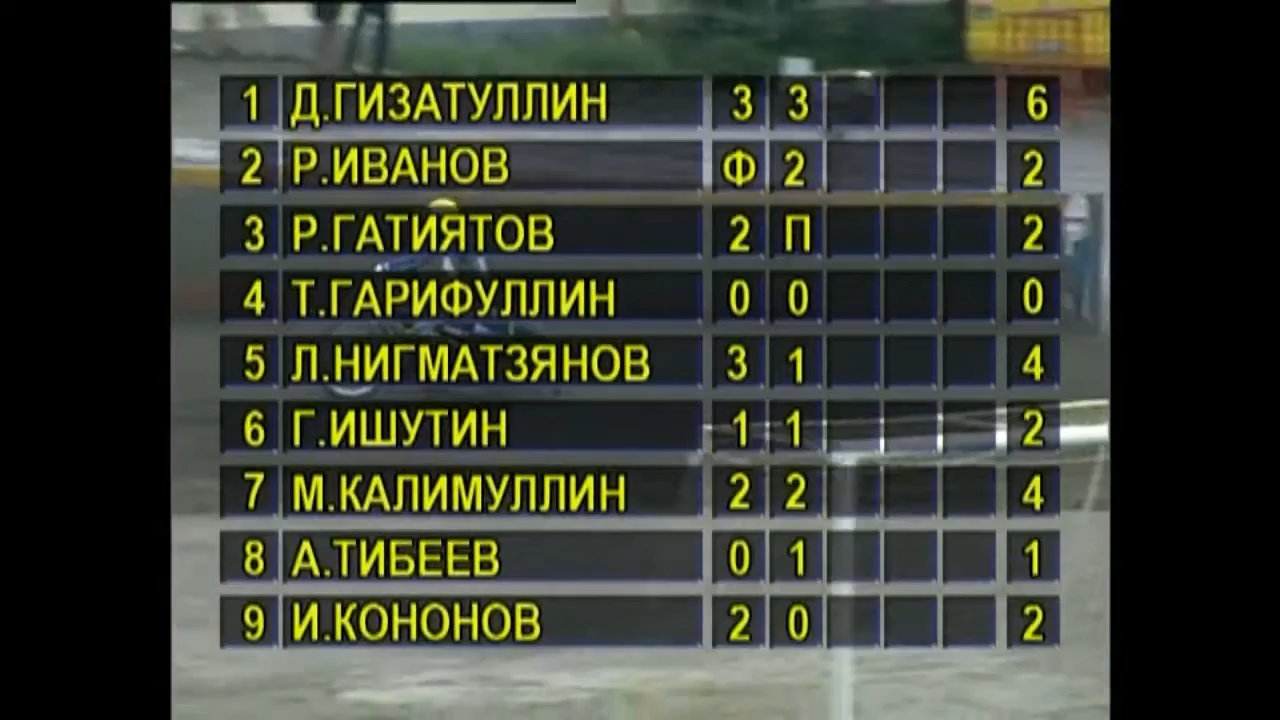 1 Д.ГИЗАТУЛЛИН 3 3 6
2 Р.ИВАНОВ Ф 2 2
3 Р.ГАТИЯТОВ 2 П 2
4 Т.ГАРИФУЛЛИН 0 0 0
5 Л.НИГМАТЗЯНОВ 3 1 4
6 Г.ИШУТИН 1 1 2
7 М.КАЛИМУЛЛИН 2 2 4
8 А.ТИБЕЕВ 0 1 1
9 И.КОНОНОВ 2 0 2